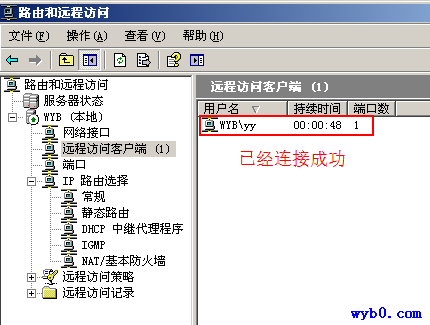 路由和远程访问
文件(F) 操作(A) 查看(V) 帮助(H)
路由和远程访问
服务器状态
WYB (本地)
网络接口
远程访问客户端 (1)
端口
IP 路由选择
常规
静态路由
DHCP 中继代理程序
IGMP
NAT/基本防火墙
远程访问策略
远程访问记录
远程访问客户端 (1)
用户名 持续时间 端口数
WYB\yy 00:00:48 1
已经连接成功
wyb0.com